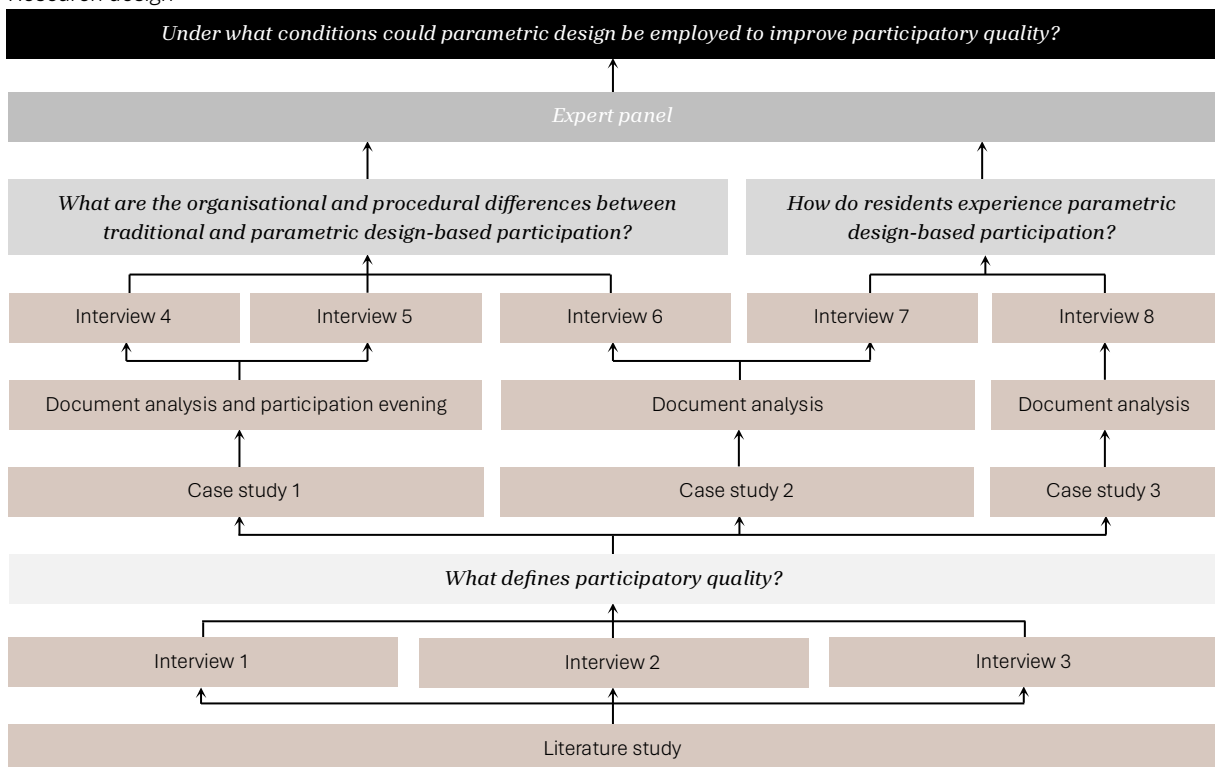 Research design
Under what conditions could parametric design be employed to improve participatory quality?
Expert panel
What are the organisational and procedural differences between
traditional and parametric design-based participation?
How do residents experience parametric
design-based participation?
Interview 4
Interview 5
Interview 6
Interview 7
Interview 8
Document analysis and participation evening
Document analysis
Document analysis
Case study 1
Case study 2
Case study 3
What defines participatory quality?
Interview 1
Interview 2
Interview 3
Literature study